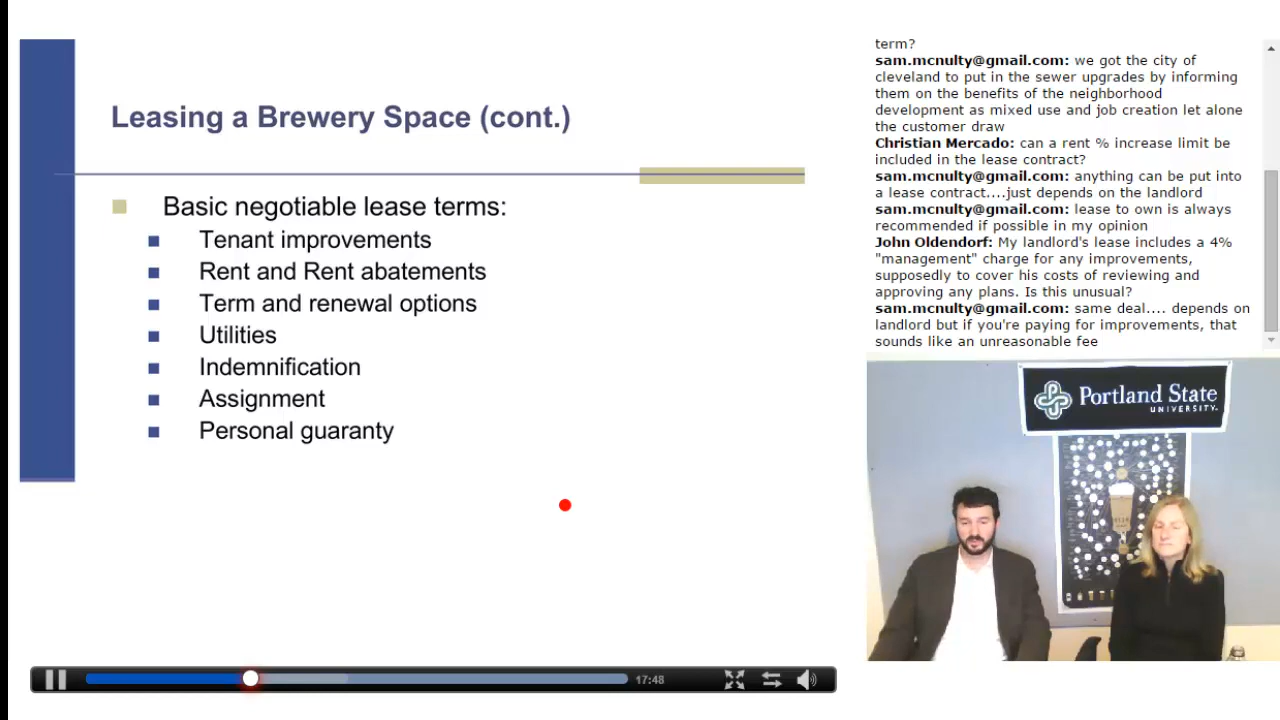 Leasing a Brewery Space (cont.)
Basic negotiable lease terms:
Tenant improvements
Rent and Rent abatements
Term and renewal options
Utilities
Indemnification
Assignment
Personal guaranty
17:48
term?
sam.mcnulty@gmail.com: we got the city of
cleveland to put in the sewer upgrades by informing
them on the benefits of the neighborhood
development as mixed use and job creation let alone
the customer draw
Christian Mercado: can a rent % increase limit be
included in the lease contract?
sam.mcnulty@gmail.com: anything can be put into
a lease contract....just depends on the landlord
sam.mcnulty@gmail.com: lease to own is always
recommended if possible in my opinion
John Oldendorf: My landlord's lease includes a 4%
"management" charge for any improvements,
supposedly to cover his costs of reviewing and
approving any plans. Is this unusual?
sam.mcnulty@gmail.com: same deal.... depends on
landlord but if you're paying for improvements, that
sounds like an unreasonable fee
Portland State
UNIVERSITY